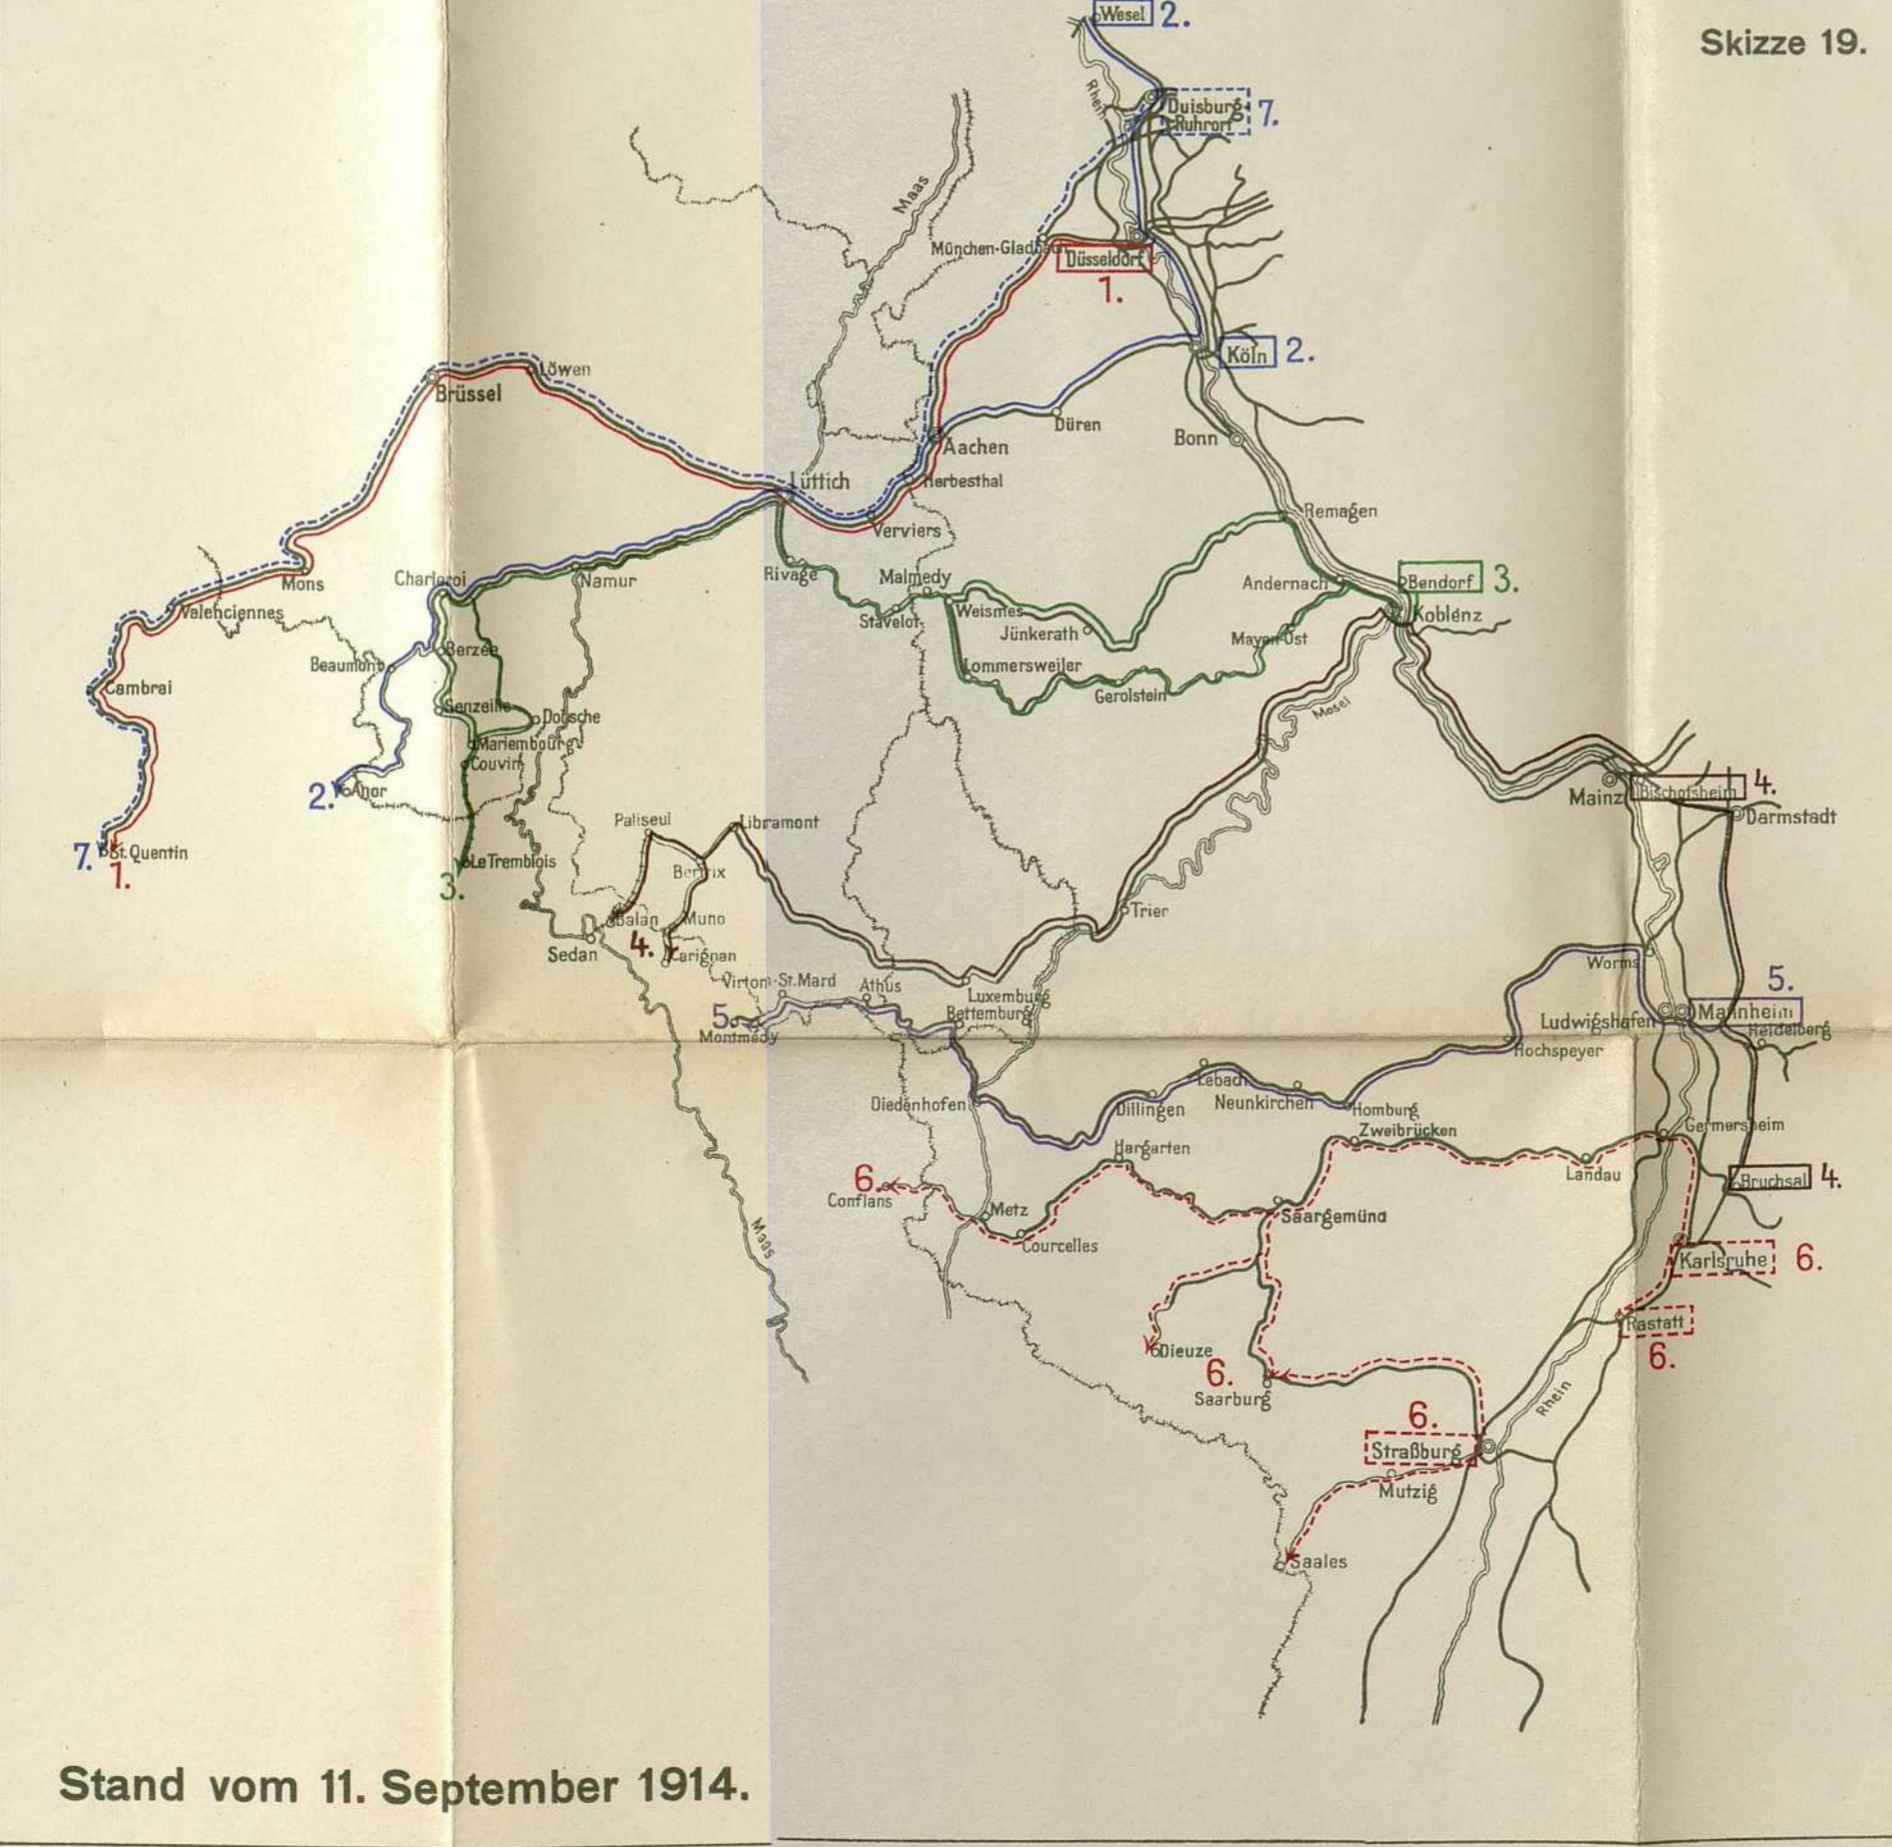 Wesel 2.
Skizze 19.
Duisburg-
Ruhrort 7.
Rhein
Maas
München-Gladbach
Düsseldorf
1.
Köln 2.
Löwen
Brüssel
Düren
Bonn
Aachen
Lüttich
Herbesthal
Remagen
Verviers
Mons
Charleroi
Namur
Rivage
Malmedy
Andernach
Bendorf 3.
Valenciennes
Stavelot
Weismes
Koblenz
Jünkerath
Mayen-Ost
Berzée
Beaumont
Lommersweiler
Cambrai
Gerolstein
Senzeille
Mosel
Doische
Mariembourg
Couvin
2.
Anor
Mainz
Bischofsheim 4.
Darmstadt
Paliseul
Libramont
7.
St.Quentin
1.
Le Tremblois
3.
Bertrix
Trier
Balan
Muno
4.
Sedan
Carignan
Worms
Virton-St.Mard
Athus
Luxemburg
5.
Bettemburg
Mannheim
5.
Montmédy
Ludwigshafen
Heidelberg
Hochspeyer
Lebach
Diedenhofen
Dillingen
Neunkirchen
Homburg
Zweibrücken
Germersheim
Hargarten
Landau
6.
Conflans
Bruchsal 4.
Metz
Saargemünd
Maas
Courcelles
Karlsruhe 6.
Rastatt
6.
Dieuze
6.
Saarburg
Rhein
6.
Straßburg
Mutzig
Saales
Stand vom 11. September 1914.